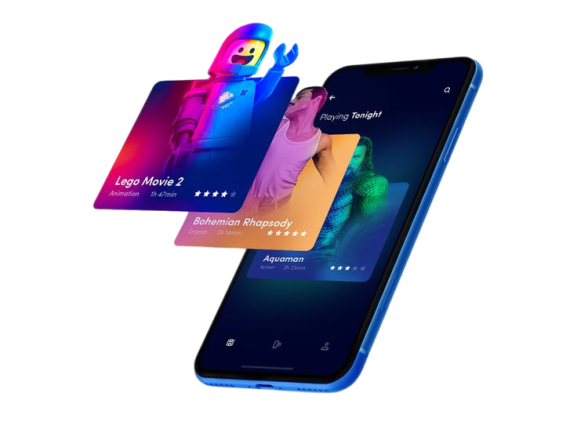 Playing Tonight
Lego Movie 2
Animation 1h 47min
Bohemian Rhapsody
Drama 2h 14min
Aquaman
Action 2h 23min